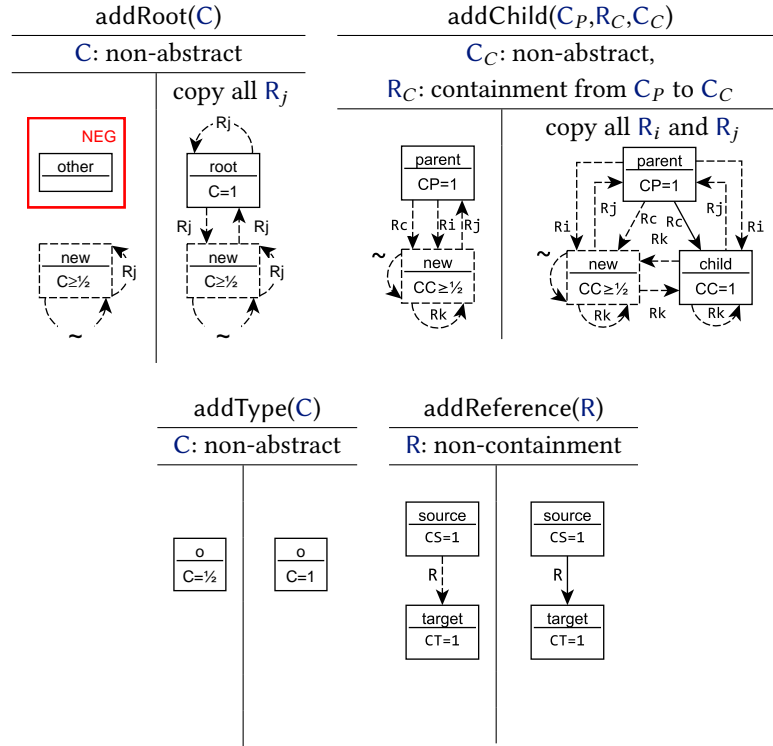 addRoot(C)
C: non-abstract
copy all Rj
NEG
other
new
C≥½
Rj
~
Rj
root
C=1
Rj
Rj
new
C≥½
Rj
~
addChild(CP,RC,CC)
CC: non-abstract,
RC: containment from CP to CC
copy all Ri and Rj
parent
CP=1
Rc
Ri
Rj
~
new
CC≥½
Rk
parent
CP=1
Ri
Rj
Rc
Rc
Rj
Ri
Rk
~
new
CC≥½
child
CC=1
Rk
Rk
Rk
addType(C)
C: non-abstract
o
C=½
o
C=1
addReference(R)
R: non-containment
source
CS=1
R
target
CT=1
source
CS=1
R
target
CT=1